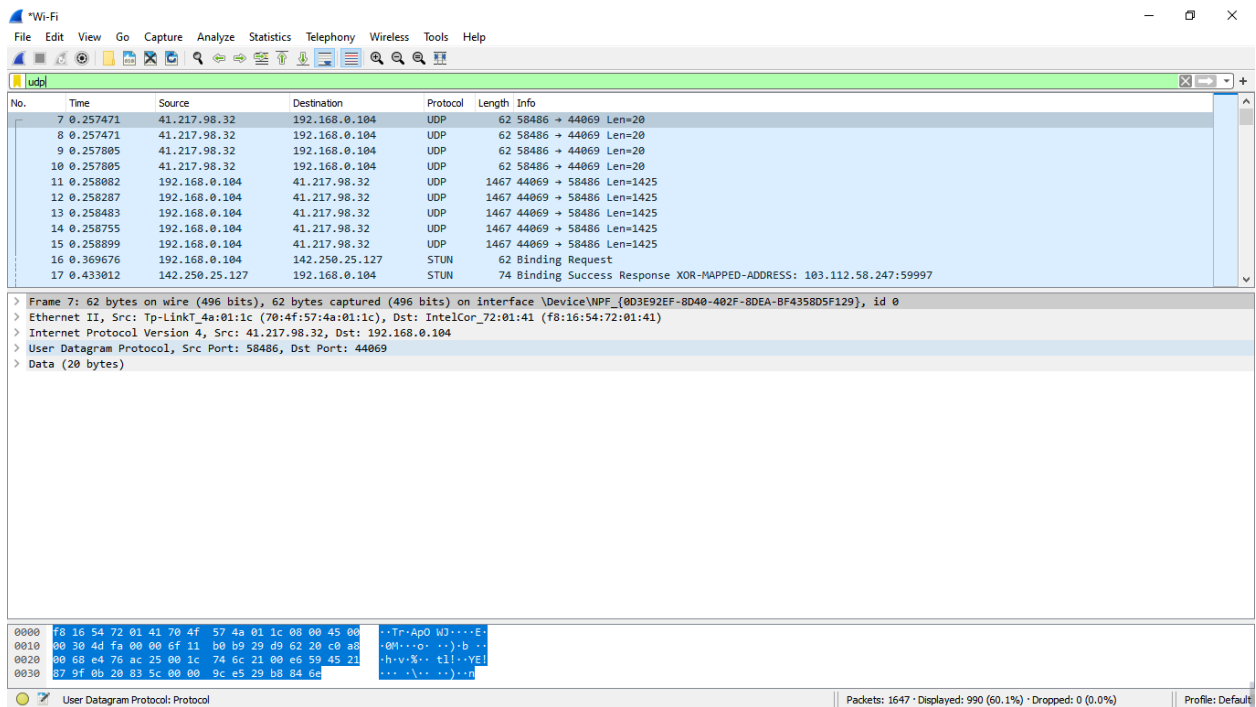 *Wi-Fi
File Edit View Go Capture Analyze Statistics Telephony Wireless Tools Help
udp
No. Time Source Destination Protocol Length Info
7 0.257471 41.217.98.32 192.168.0.104 UDP 62 58486 → 44069 Len=20
8 0.257471 41.217.98.32 192.168.0.104 UDP 62 58486 → 44069 Len=20
9 0.257805 41.217.98.32 192.168.0.104 UDP 62 58486 → 44069 Len=20
10 0.257805 41.217.98.32 192.168.0.104 UDP 62 58486 → 44069 Len=20
11 0.258082 192.168.0.104 41.217.98.32 UDP 1467 44069 → 58486 Len=1425
12 0.258287 192.168.0.104 41.217.98.32 UDP 1467 44069 → 58486 Len=1425
13 0.258483 192.168.0.104 41.217.98.32 UDP 1467 44069 → 58486 Len=1425
14 0.258755 192.168.0.104 41.217.98.32 UDP 1467 44069 → 58486 Len=1425
15 0.258899 192.168.0.104 41.217.98.32 UDP 1467 44069 → 58486 Len=1425
16 0.369676 192.168.0.104 142.250.25.127 STUN 62 Binding Request
17 0.433012 142.250.25.127 192.168.0.104 STUN 74 Binding Success Response XOR-MAPPED-ADDRESS: 103.112.58.247:59997
> Frame 7: 62 bytes on wire (496 bits), 62 bytes captured (496 bits) on interface \Device\NPF_{0D3E92EF-8D40-402F-8DEA-BF4358D5F129}, id 0
> Ethernet II, Src: Tp-LinkT_4a:01:1c (70:4f:57:4a:01:1c), Dst: IntelCor_72:01:41 (f8:16:54:72:01:41)
> Internet Protocol Version 4, Src: 41.217.98.32, Dst: 192.168.0.104
> User Datagram Protocol, Src Port: 58486, Dst Port: 44069
> Data (20 bytes)
0000 f8 16 54 72 01 41 70 4f 57 4a 01 1c 08 00 45 00 ··Tr·ApO WJ····E·
0010 00 30 4d fa 00 00 6f 11 b0 b9 29 d9 62 20 c0 a8 ·0M···o· ··)·b ··
0020 00 68 e4 76 ac 25 00 1c 74 6c 21 00 e6 59 45 21 ·h·v·%·· tl!··YE!
0030 87 9f 0b 20 83 5c 00 00 9c e5 29 b8 84 6e ··· ·\·· ··)··n
User Datagram Protocol: Protocol
Packets: 1647 · Displayed: 990 (60.1%) · Dropped: 0 (0.0%)
Profile: Default